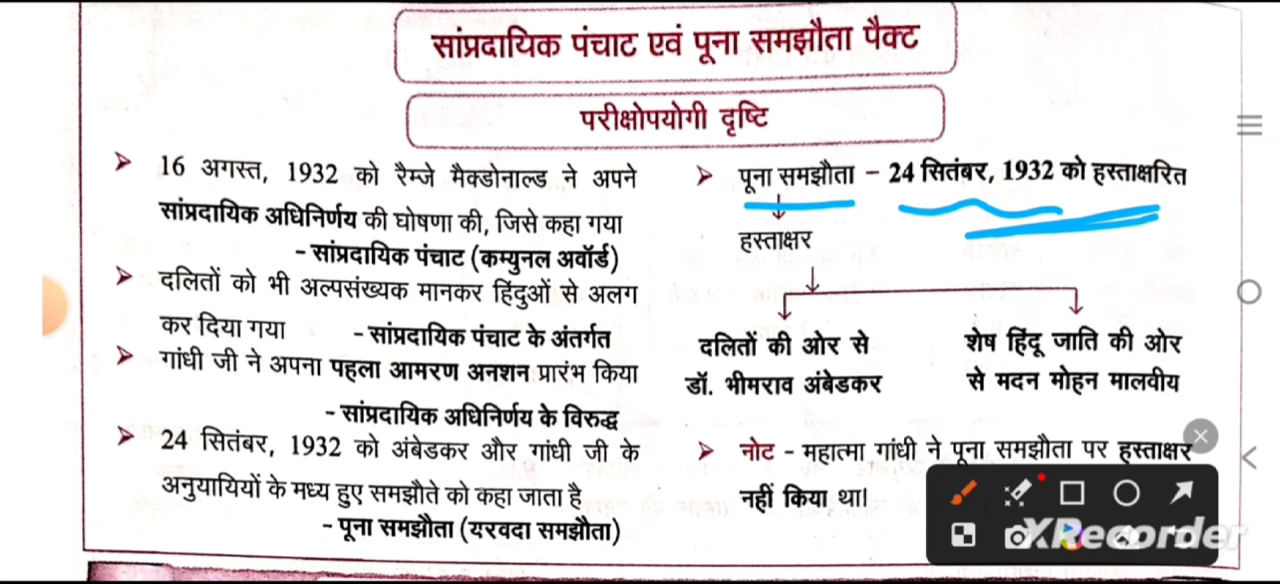 सांप्रदायिक पंचाट एवं पूना समझौता पैक्ट
परीक्षोपयोगी दृष्टि
➤ 16 अगस्त, 1932 को रैम्जे मैक्डोनाल्ड ने अपने
सांप्रदायिक अधिनिर्णय की घोषणा की, जिसे कहा गया
- सांप्रदायिक पंचाट (कम्युनल अवॉर्ड)
➤ दलितों को भी अल्पसंख्यक मानकर हिंदुओं से अलग
कर दिया गया - सांप्रदायिक पंचाट के अंतर्गत
➤ गांधी जी ने अपना पहला आमरण अनशन प्रारंभ किया
- सांप्रदायिक अधिनिर्णय के विरुद्ध
➤ 24 सितंबर, 1932 को अंबेडकर और गांधी जी के
अनुयायियों के मध्य हुए समझौते को कहा जाता है
- पूना समझौता (यरवदा समझौता)
➤ पूना समझौता – 24 सितंबर, 1932 को हस्ताक्षरित
हस्ताक्षर
दलितों की ओर से
डॉ. भीमराव अंबेडकर
शेष हिंदू जाति की ओर
से मदन मोहन मालवीय
➤ नोट - महात्मा गांधी ने पूना समझौता पर हस्ताक्षर
नहीं किया था।
XRecorder